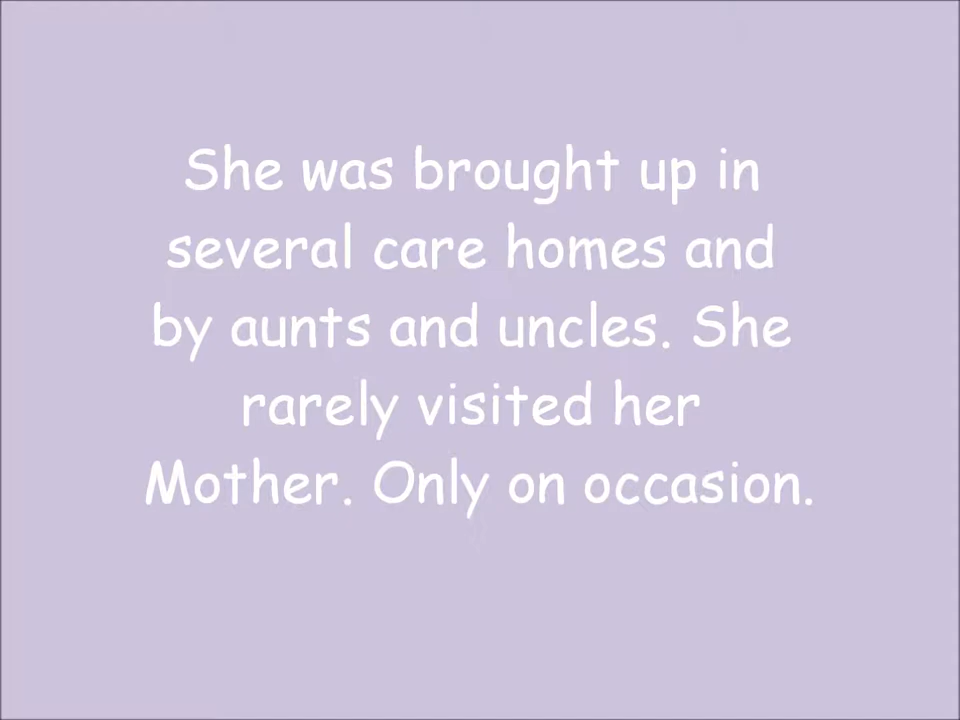 She was brought up in
several care homes and
by aunts and uncles. She
rarely visited her
Mother. Only on occasion.